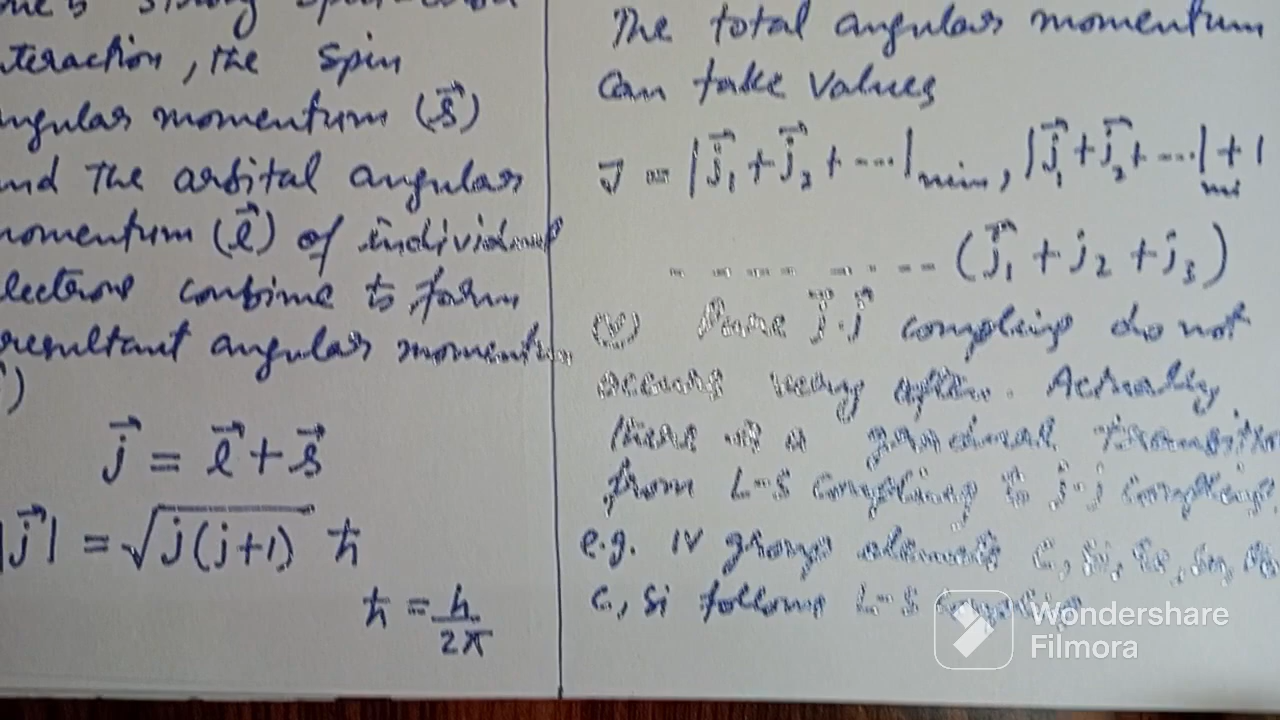 strong
nteraction, the spin
angular momentum (s⃗)
and the orbital angular
momentum (l⃗) of individual
electrons combine to form
resultant angular momentum
)
j⃗ = l⃗ + s⃗
|j⃗| = √j(j+1) ħ
ħ = h/2π
The total angular momentum
can take values
J = |j⃗₁ + j⃗₂ + ....|min, |j⃗₁ + j⃗₂ + ....| + 1
(j⃗₁ + j₂ + j₃)
(v) Pure j⃗.j⃗ coupling do not
occurs very often. Actually
there is a gradual transitio
from L-S coupling to j-j coupling.
e.g. IV group elements C, Si, Ge, Sn, Pb
C, Si follows L-S coupling
Wondershare
Filmora